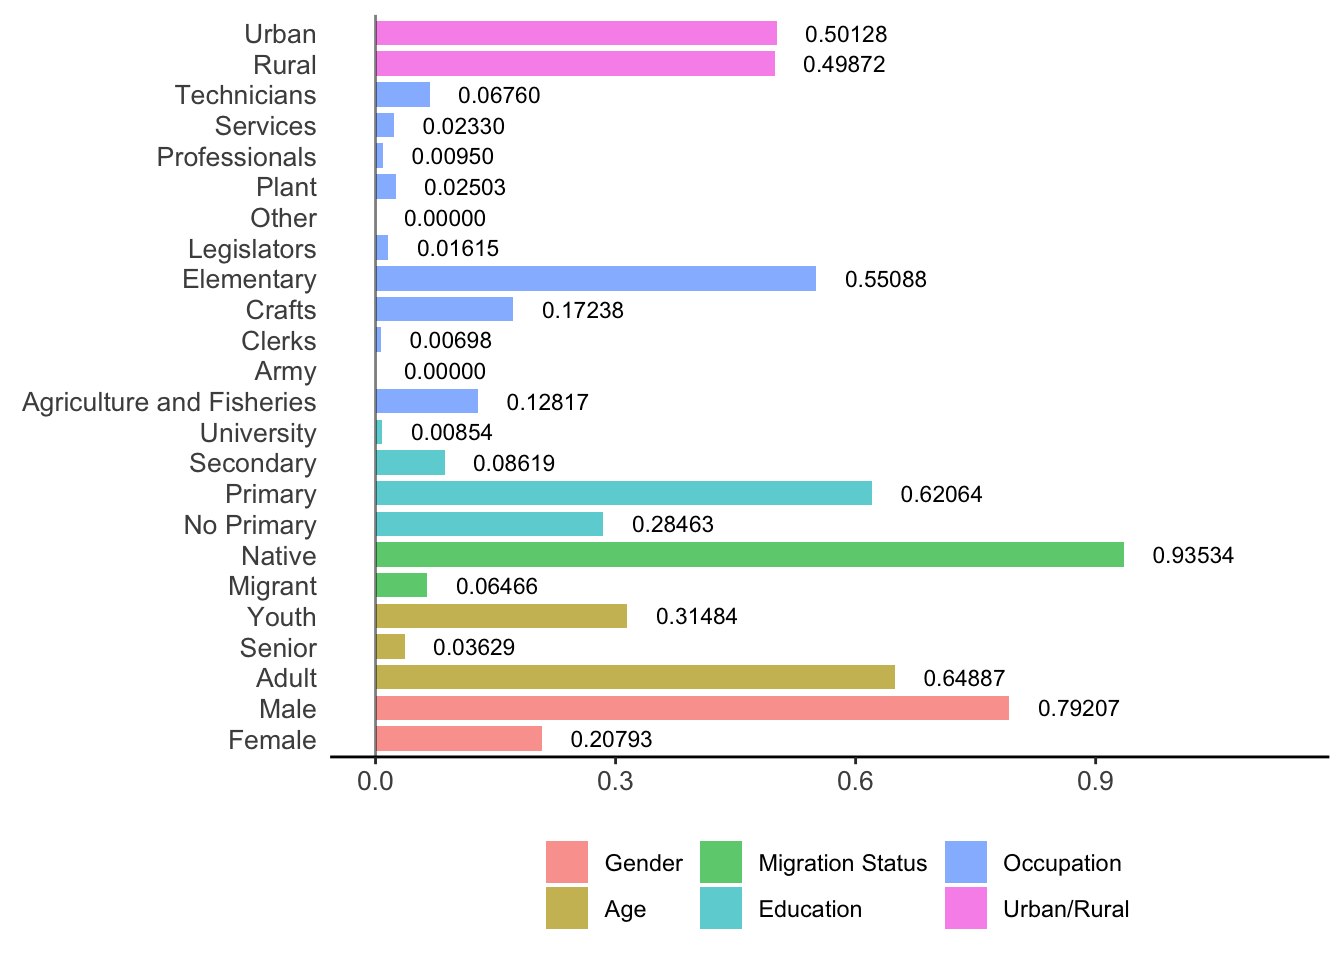 Urban 0.50128
Rural 0.49872
Technicians 0.06760
Services 0.02330
Professionals 0.00950
Plant 0.02503
Other 0.00000
Legislators 0.01615
Elementary 0.55088
Crafts 0.17238
Clerks 0.00698
Army 0.00000
Agriculture and Fisheries 0.12817
University 0.00854
Secondary 0.08619
Primary 0.62064
No Primary 0.28463
Native 0.93534
Migrant 0.06466
Youth 0.31484
Senior 0.03629
Adult 0.64887
Male 0.79207
Female 0.20793
0.0 0.3 0.6 0.9
Gender Migration Status Occupation
Age Education Urban/Rural